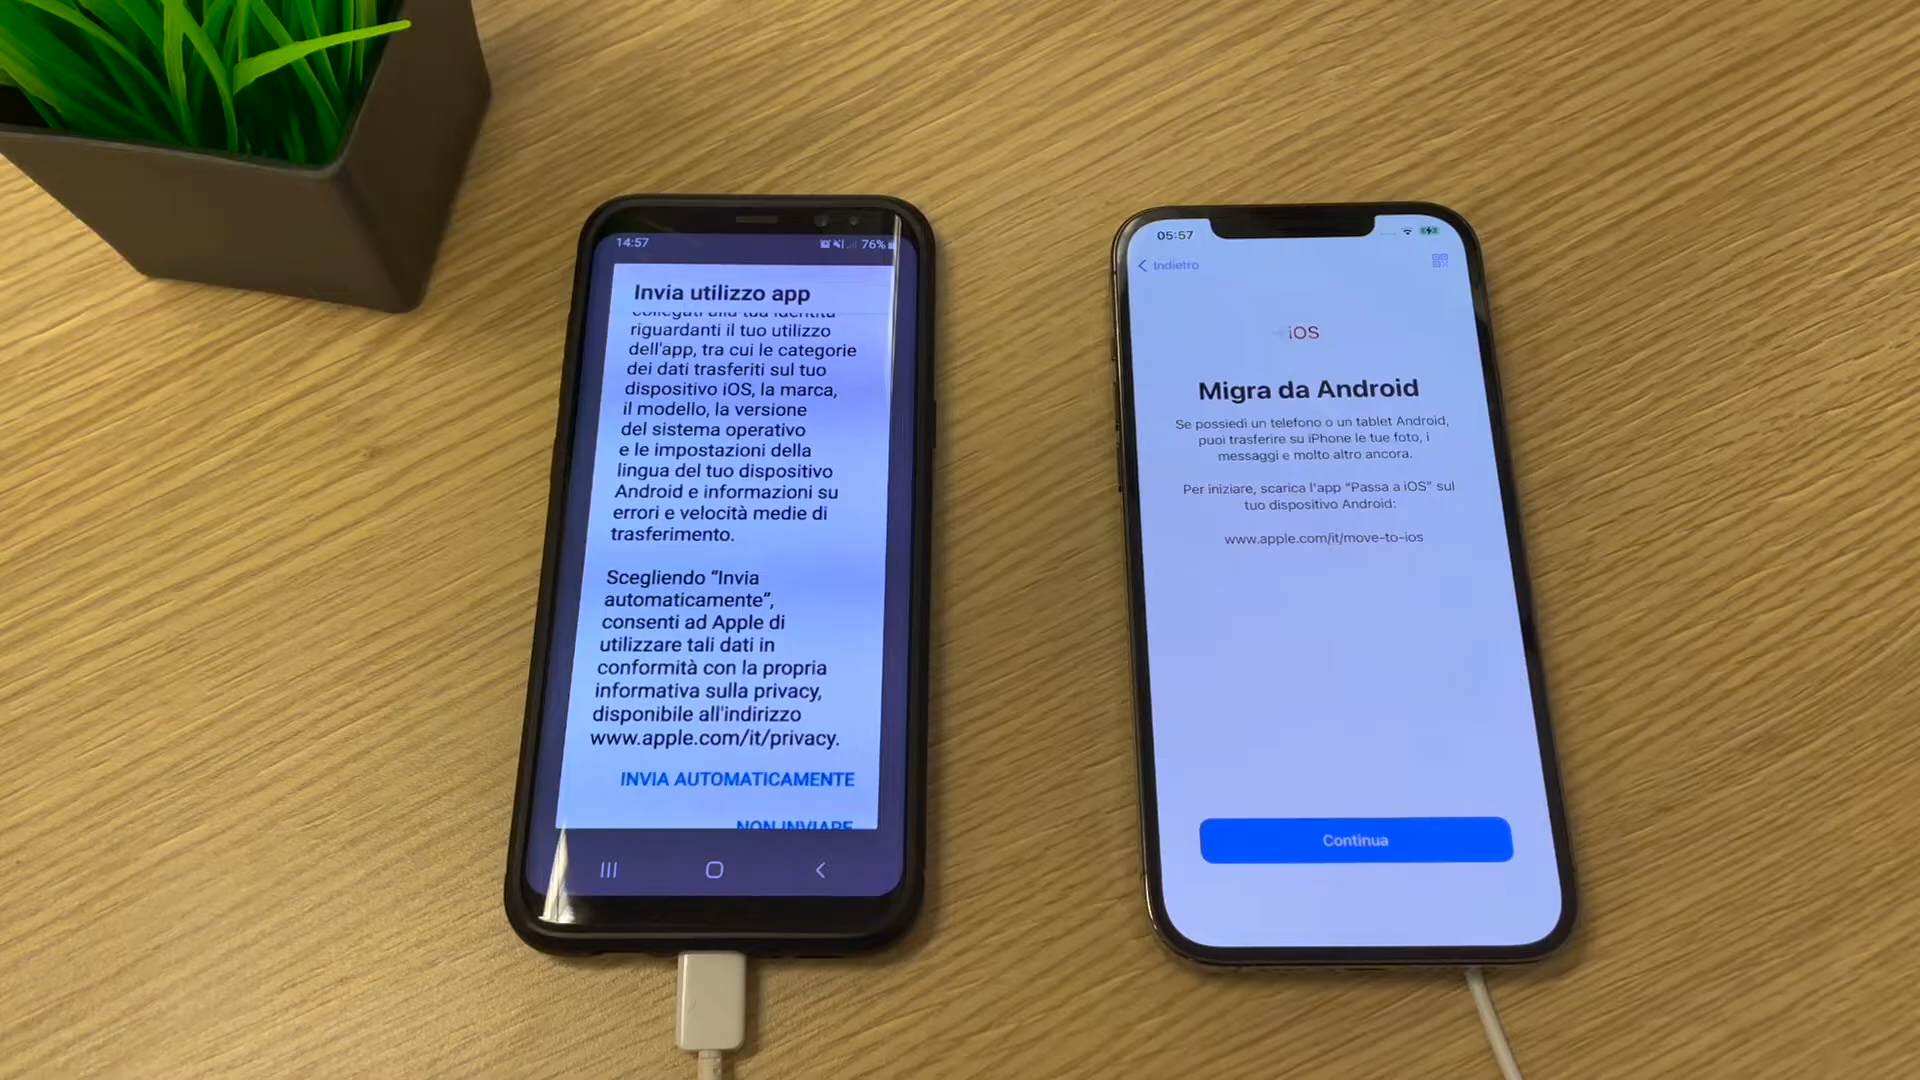 14:57
76%
Invia utilizzo app
collegati alla tua identità
riguardanti il tuo utilizzo
dell'app, tra cui le categorie
dei dati trasferiti sul tuo
dispositivo iOS, la marca,
il modello, la versione
del sistema operativo
e le impostazioni della
lingua del tuo dispositivo
Android e informazioni su
errori e velocità medie di
trasferimento.
Scegliendo “Invia
automaticamente”,
consenti ad Apple di
utilizzare tali dati in
conformità con la propria
informativa sulla privacy,
disponibile all'indirizzo
www.apple.com/it/privacy.
INVIA AUTOMATICAMENTE
NON INVIARE
05:57
Indietro
iOS
Migra da Android
Se possiedi un telefono o un tablet Android,
puoi trasferire su iPhone le tue foto, i
messaggi e molto altro ancora.
Per iniziare, scarica l'app “Passa a iOS” sul
tuo dispositivo Android:
www.apple.com/it/move-to-ios
Continua